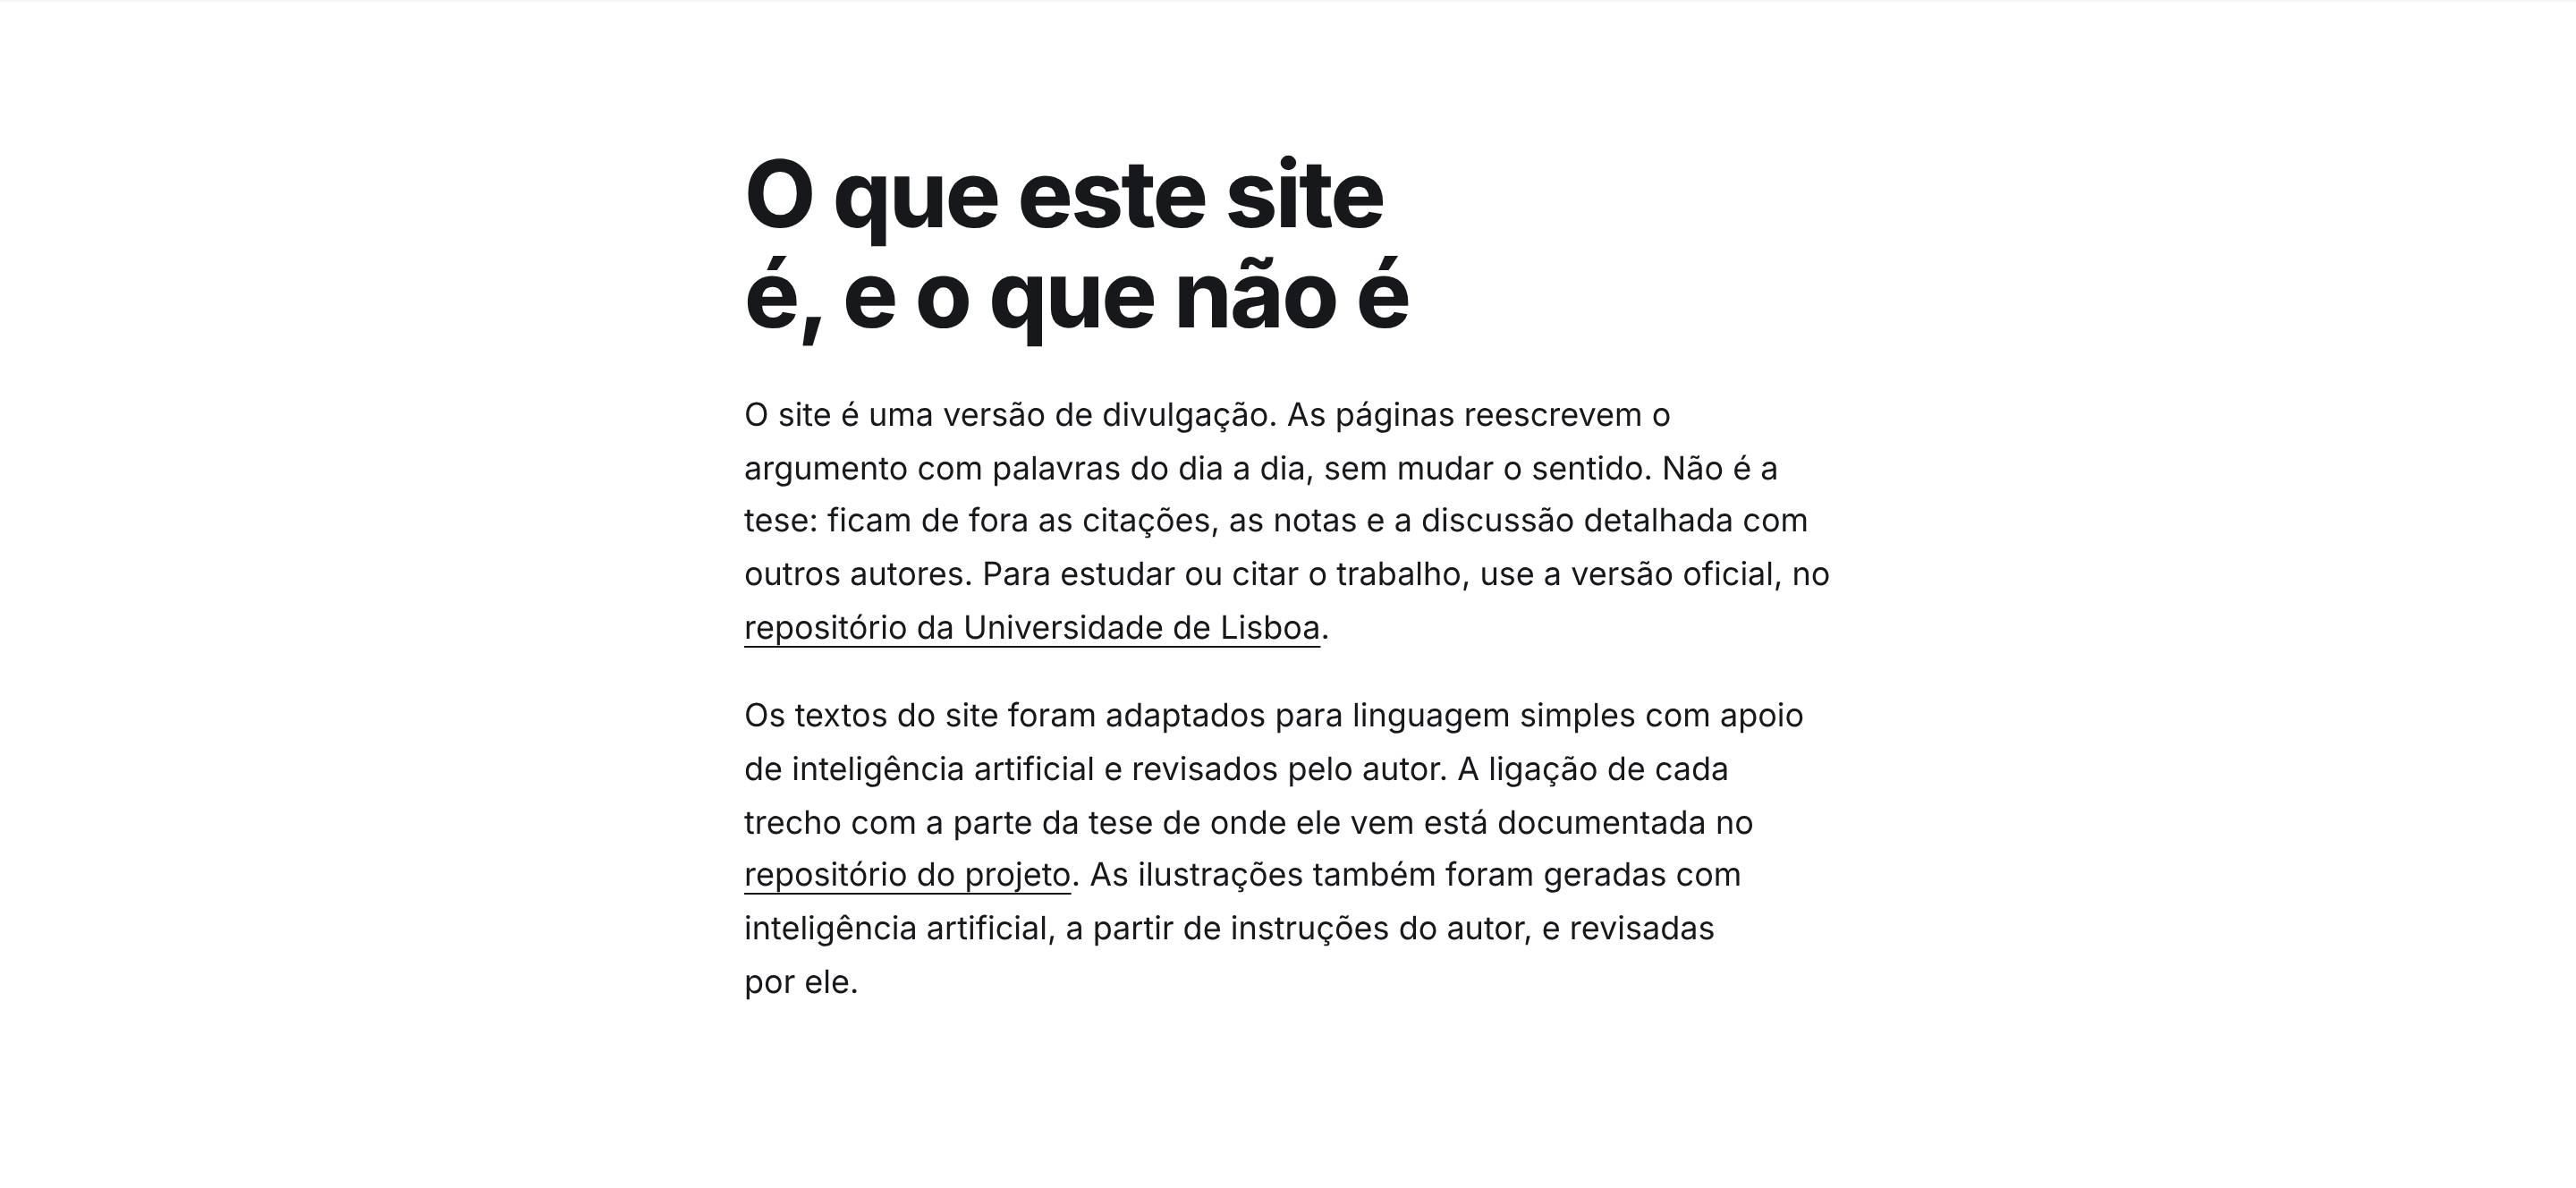 O que este site
é, e o que não é
O site é uma versão de divulgação. As páginas reescrevem o
argumento com palavras do dia a dia, sem mudar o sentido. Não é a
tese: ficam de fora as citações, as notas e a discussão detalhada com
outros autores. Para estudar ou citar o trabalho, use a versão oficial, no
repositório da Universidade de Lisboa.
Os textos do site foram adaptados para linguagem simples com apoio
de inteligência artificial e revisados pelo autor. A ligação de cada
trecho com a parte da tese de onde ele vem está documentada no
repositório do projeto. As ilustrações também foram geradas com
inteligência artificial, a partir de instruções do autor, e revisadas
por ele.